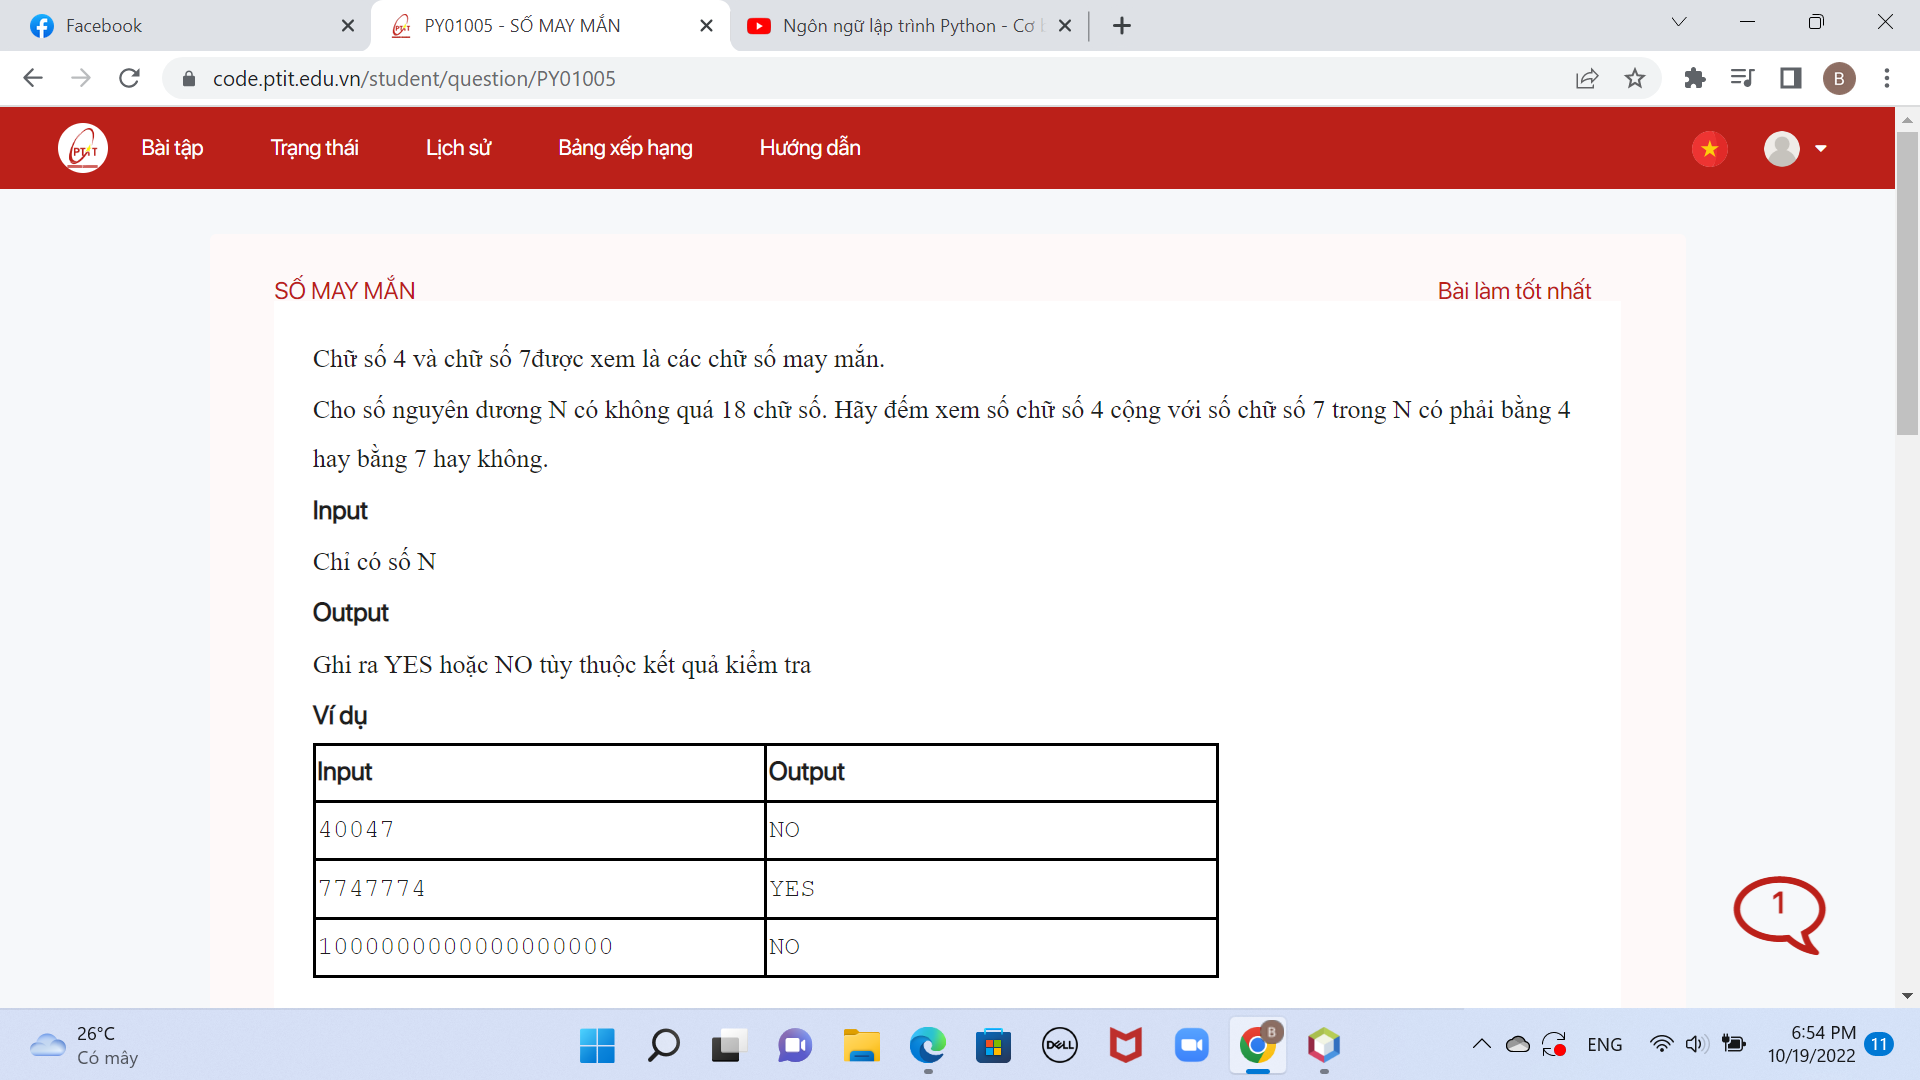 Facebook
PY01005 - SỐ MAY MẮN
Ngôn ngữ lập trình Python - Cơ b
code.ptit.edu.vn/student/question/PY01005
B
PTIT
Bài tập
Trạng thái
Lịch sử
Bảng xếp hạng
Hướng dẫn
SỐ MAY MẮN
Bài làm tốt nhất
Chữ số 4 và chữ số 7được xem là các chữ số may mắn.
Cho số nguyên dương N có không quá 18 chữ số. Hãy đếm xem số chữ số 4 cộng với số chữ số 7 trong N có phải bằng 4
hay bằng 7 hay không.
Input
Chỉ có số N
Output
Ghi ra YES hoặc NO tùy thuộc kết quả kiểm tra
Ví dụ
Input Output
40047 NO
7747774 YES
1000000000000000000 NO
1
26°C
Có mây
DELL
B
ENG
6:54 PM
10/19/2022
11